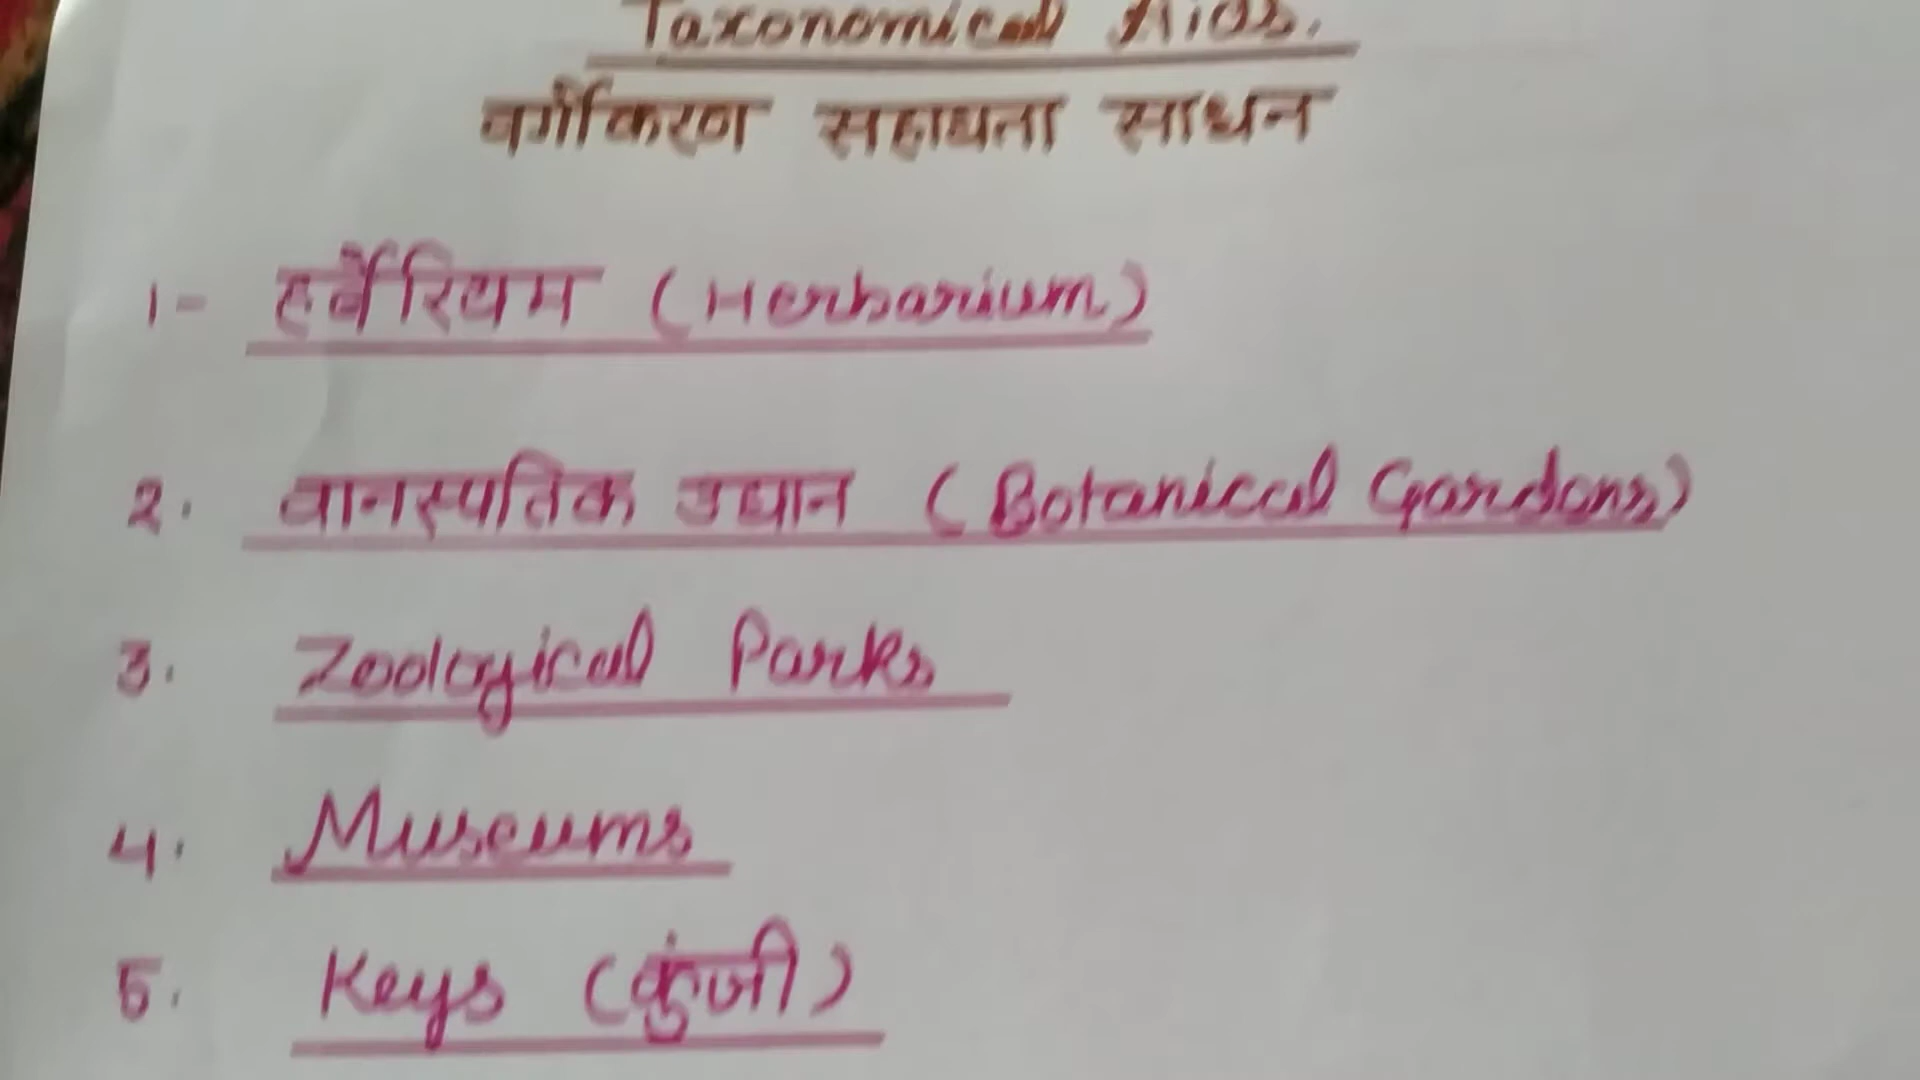 Taxonomical Aids.
वर्गीकरण सहायता साधन
1- हर्बेरियम (Herbarium)
2. वानस्पतिक उद्यान (Botanical Gardens)
3. Zoological Parks
4. Museums
5. Keys (कुंजी)